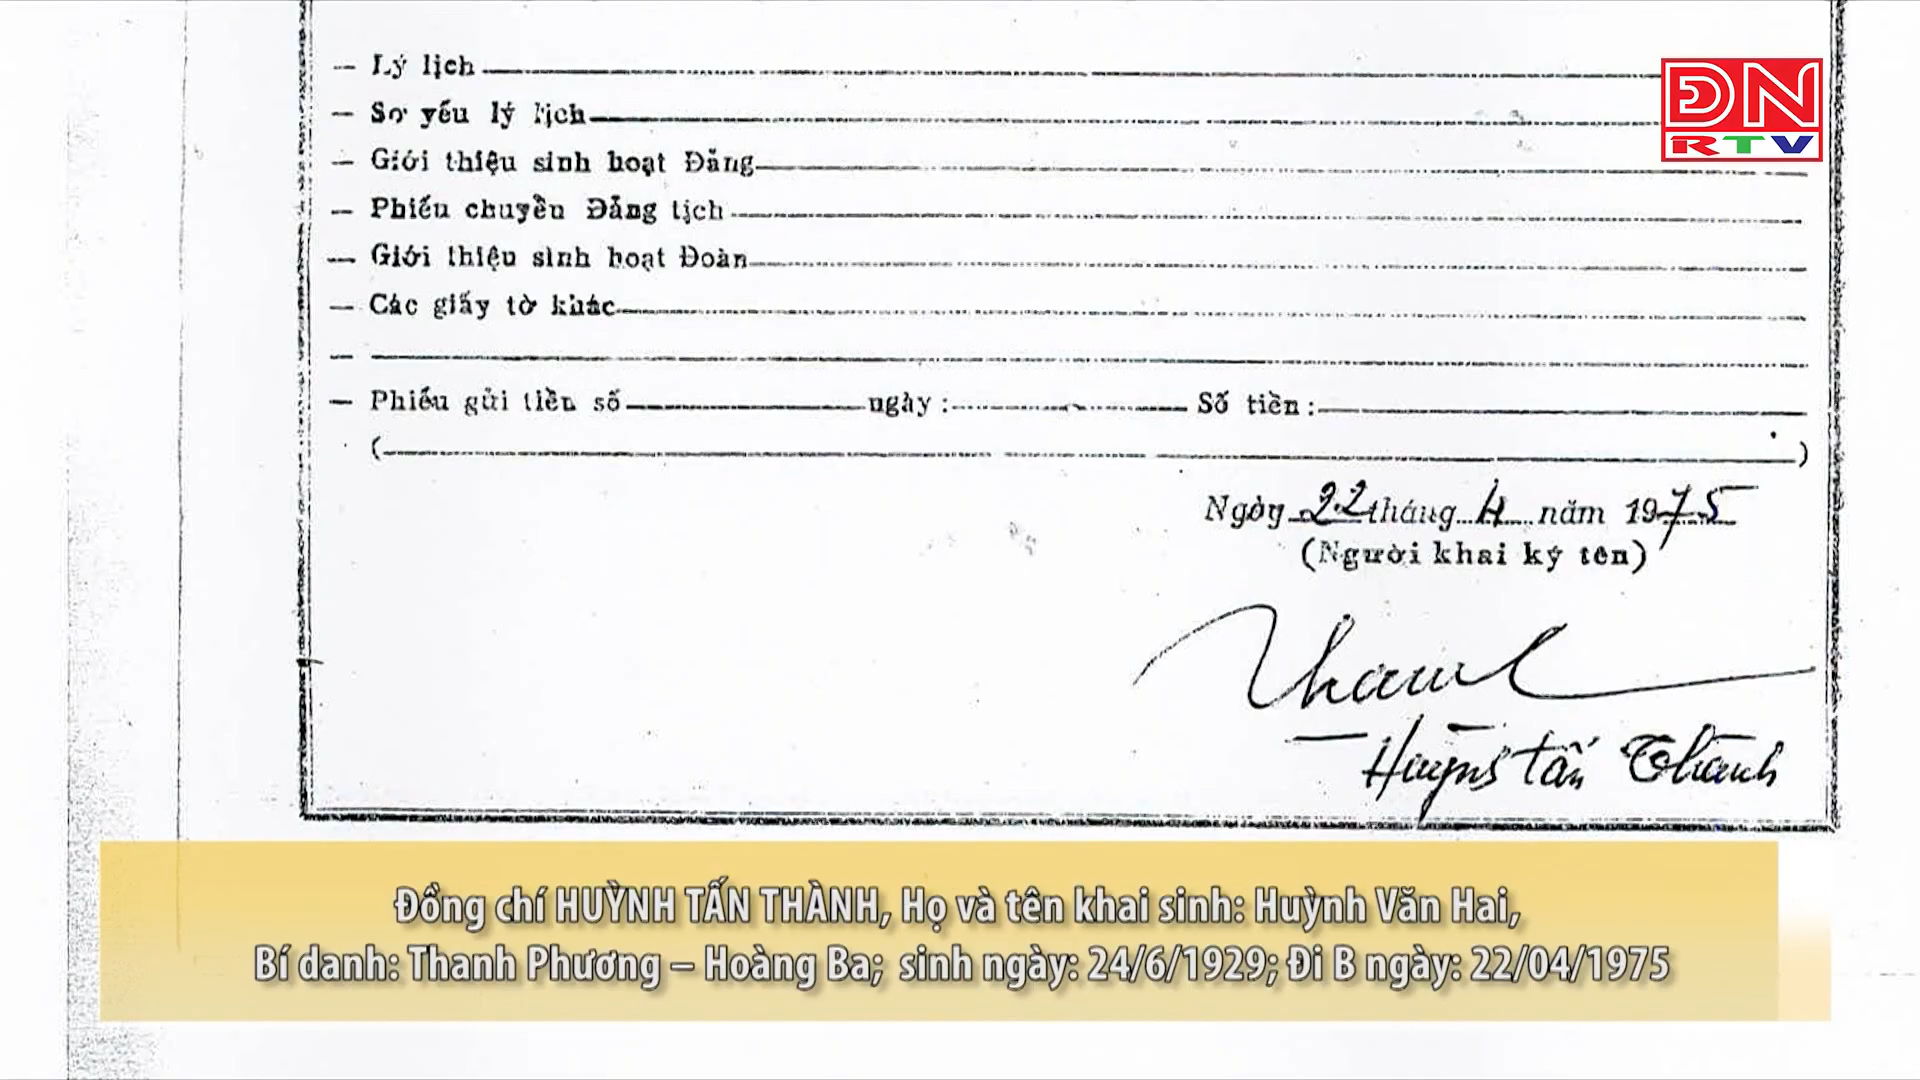 — Lý lịch
ĐN
RTV
— Sơ yếu lý lịch
— Giới thiệu sinh hoạt Đảng
— Phiếu chuyển Đảng tịch
— Giới thiệu sinh hoạt Đoàn
— Các giấy tờ khác
— Phiếu gửi tiền số ngày : Số tiền :
( )
Ngày 22 tháng 4 năm 1975
(Người khai ký tên)
Thanh
Huỳnh Tấn Thành
Đồng chí HUỲNH TẤN THÀNH, Họ và tên khai sinh: Huỳnh Văn Hai,
Bí danh: Thanh Phương – Hoàng Ba; sinh ngày: 24/6/1929; Đi B ngày: 22/04/1975